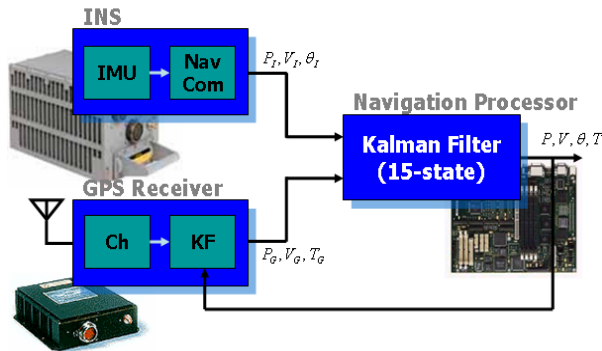 INS
IMU
Nav
Com
P_I, V_I, θ_I
Navigation Processor
Kalman Filter
(15-state)
P, V, θ, T
GPS Receiver
Ch
KF
P_G, V_G, T_G